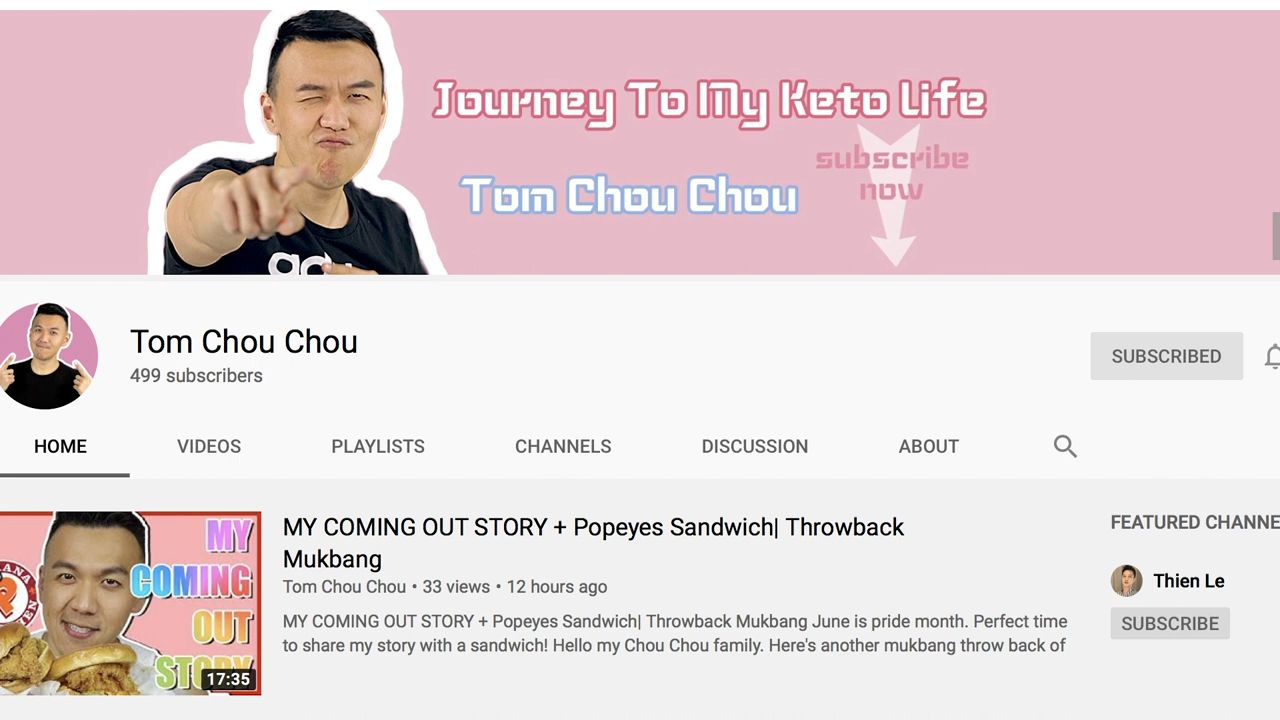 Journey To My Keto Life
subscribe
now
Tom Chou Chou
Tom Chou Chou
499 subscribers
SUBSCRIBED
HOME
VIDEOS
PLAYLISTS
CHANNELS
DISCUSSION
ABOUT
MY
COMING
OUT
STORY
17:35
MY COMING OUT STORY + Popeyes Sandwich| Throwback
Mukbang
Tom Chou Chou • 33 views • 12 hours ago
MY COMING OUT STORY + Popeyes Sandwich| Throwback Mukbang June is pride month. Perfect time
to share my story with a sandwich! Hello my Chou Chou family. Here's another mukbang throw back of
FEATURED CHANNE
Thien Le
SUBSCRIBE